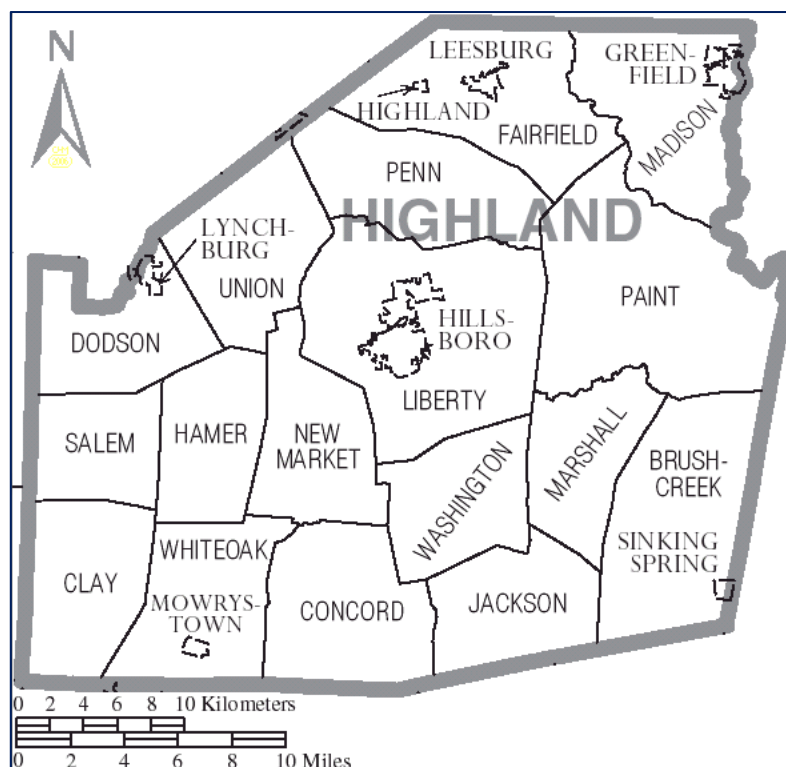 N
LEESBURG
GREEN-
FIELD
HIGHLAND
FAIRFIELD
MADISON
PENN
HIGHLAND
LYNCH-
BURG
UNION
PAINT
DODSON
HILLS-
BORO
LIBERTY
SALEM
HAMER
NEW
MARKET
WASHINGTON
MARSHALL
BRUSH-
CREEK
WHITEOAK
SINKING
SPRING
CLAY
MOWRYS-
TOWN
CONCORD
JACKSON
0 2 4 6 8 10 Kilometers
0 2 4 6 8 10 Miles